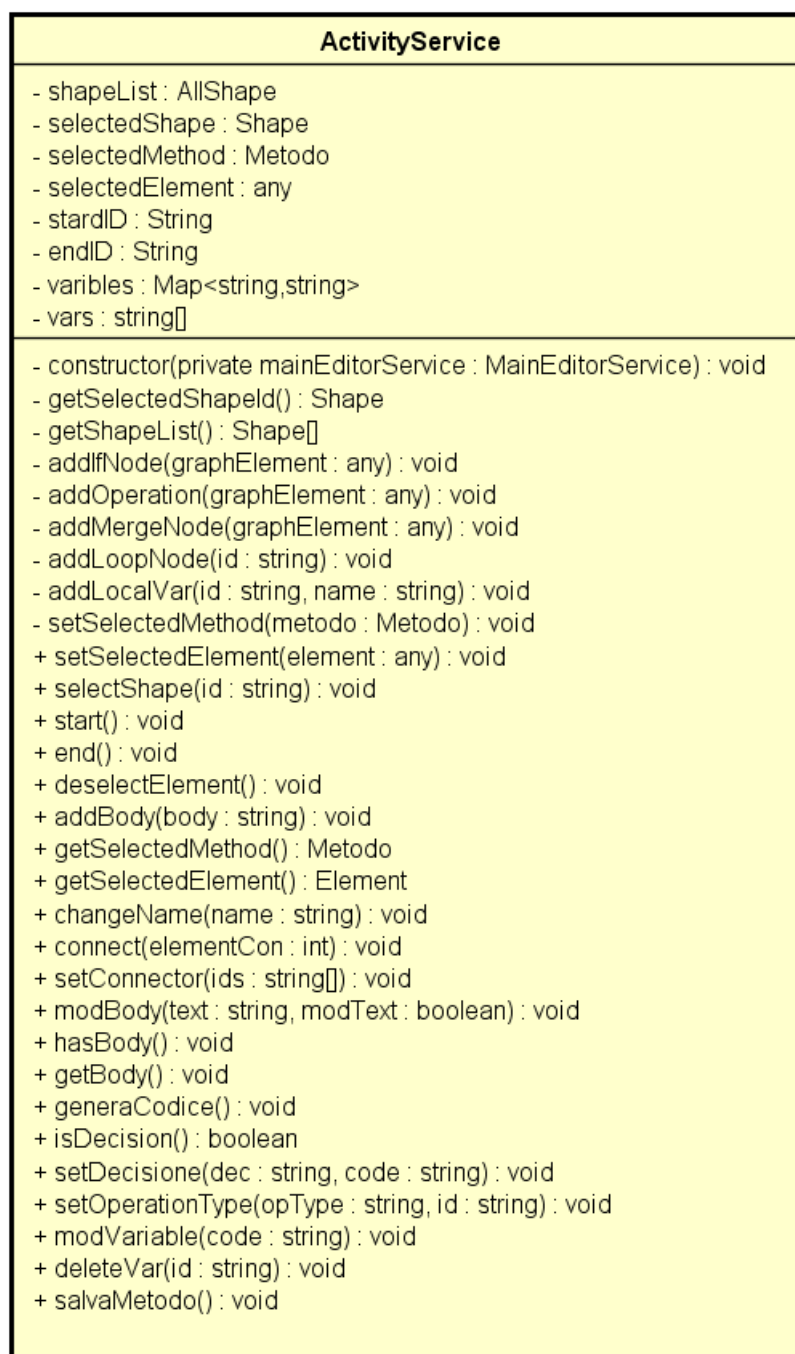 ActivityService
- shapeList : AllShape
- selectedShape : Shape
- selectedMethod : Metodo
- selectedElement : any
- stardID : String
- endID : String
- varibles : Map<string,string>
- vars : string[]
- constructor(private mainEditorService : MainEditorService) : void
- getSelectedShapeId() : Shape
- getShapeList() : Shape[]
- addIfNode(graphElement : any) : void
- addOperation(graphElement : any) : void
- addMergeNode(graphElement : any) : void
- addLoopNode(id : string) : void
- addLocalVar(id : string, name : string) : void
- setSelectedMethod(metodo : Metodo) : void
+ setSelectedElement(element : any) : void
+ selectShape(id : string) : void
+ start() : void
+ end() : void
+ deselectElement() : void
+ addBody(body : string) : void
+ getSelectedMethod() : Metodo
+ getSelectedElement() : Element
+ changeName(name : string) : void
+ connect(elementCon : int) : void
+ setConnector(ids : string[]) : void
+ modBody(text : string, modText : boolean) : void
+ hasBody() : void
+ getBody() : void
+ generaCodice() : void
+ isDecision() : boolean
+ setDecisione(dec : string, code : string) : void
+ setOperationType(opType : string, id : string) : void
+ modVariable(code : string) : void
+ deleteVar(id : string) : void
+ salvaMetodo() : void